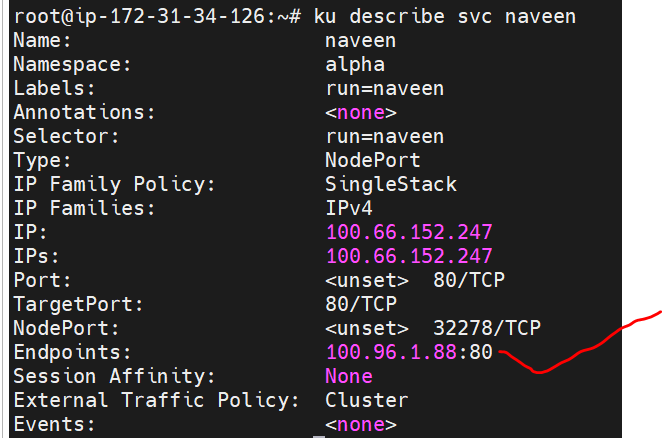 root@ip-172-31-34-126:~# ku describe svc naveen
Name: naveen
Namespace: alpha
Labels: run=naveen
Annotations: <none>
Selector: run=naveen
Type: NodePort
IP Family Policy: SingleStack
IP Families: IPv4
IP: 100.66.152.247
IPs: 100.66.152.247
Port: <unset> 80/TCP
TargetPort: 80/TCP
NodePort: <unset> 32278/TCP
Endpoints: 100.96.1.88:80
Session Affinity: None
External Traffic Policy: Cluster
Events: <none>